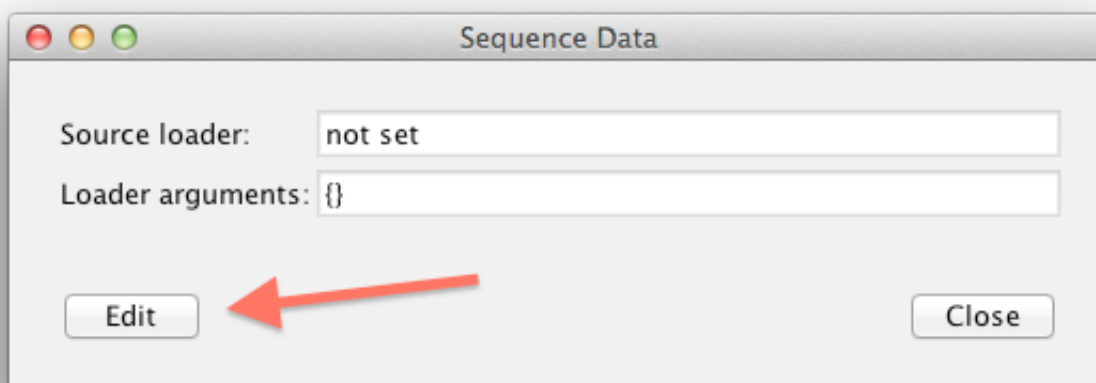 Sequence Data
Source loader: not set
Loader arguments: {}
Edit Close